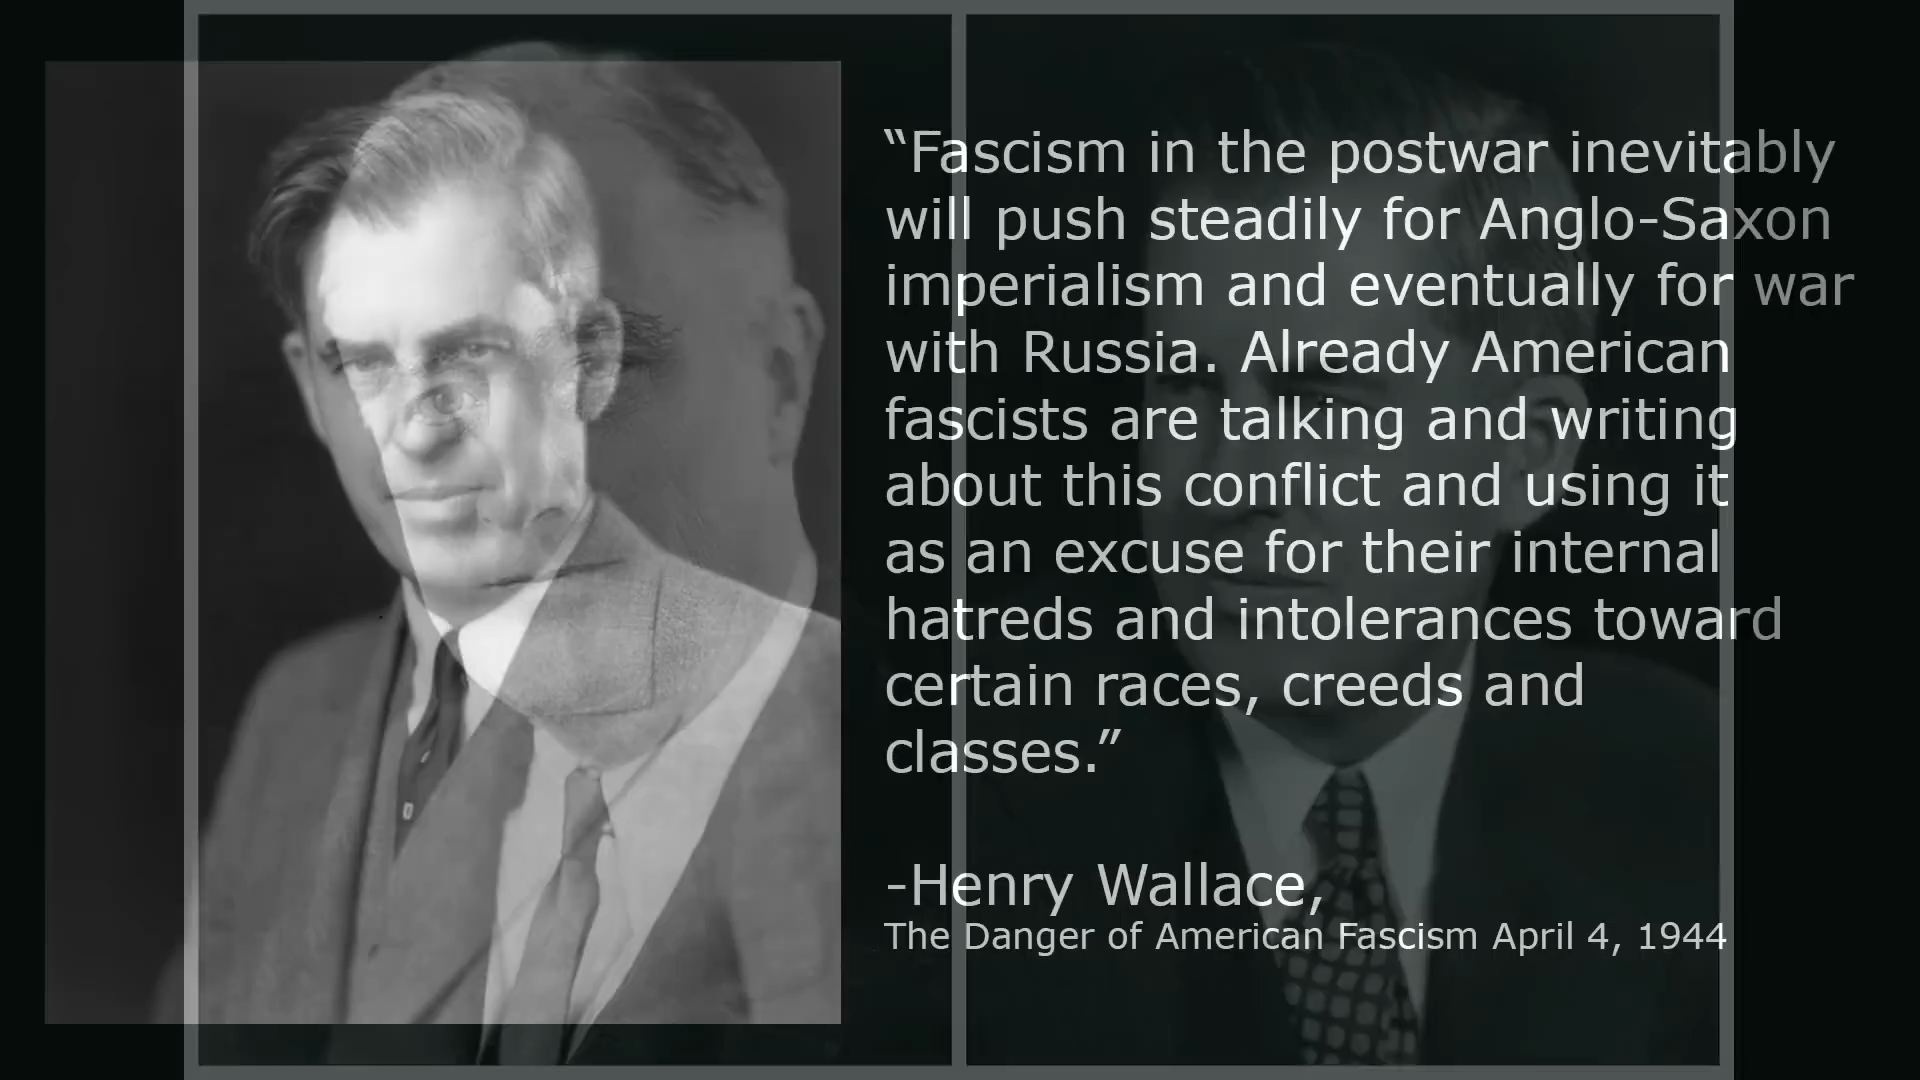 “Fascism in the postwar inevitably
will push steadily for Anglo-Saxon
imperialism and eventually for war
with Russia. Already American
fascists are talking and writing
about this conflict and using it
as an excuse for their internal
hatreds and intolerances toward
certain races, creeds and
classes.”
-Henry Wallace,
The Danger of American Fascism April 4, 1944